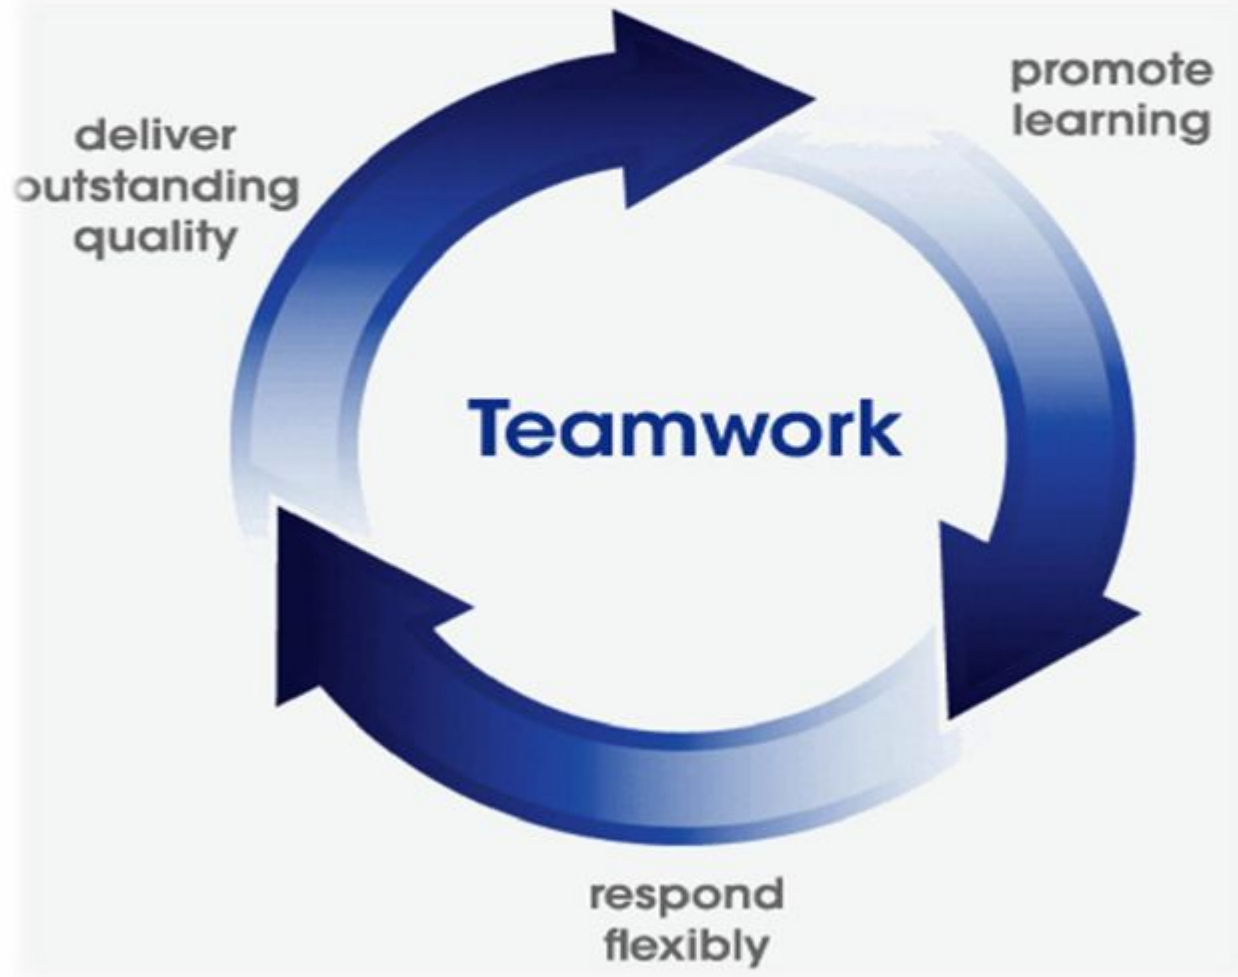 deliver
outstanding
quality
promote
learning
Teamwork
respond
flexibly